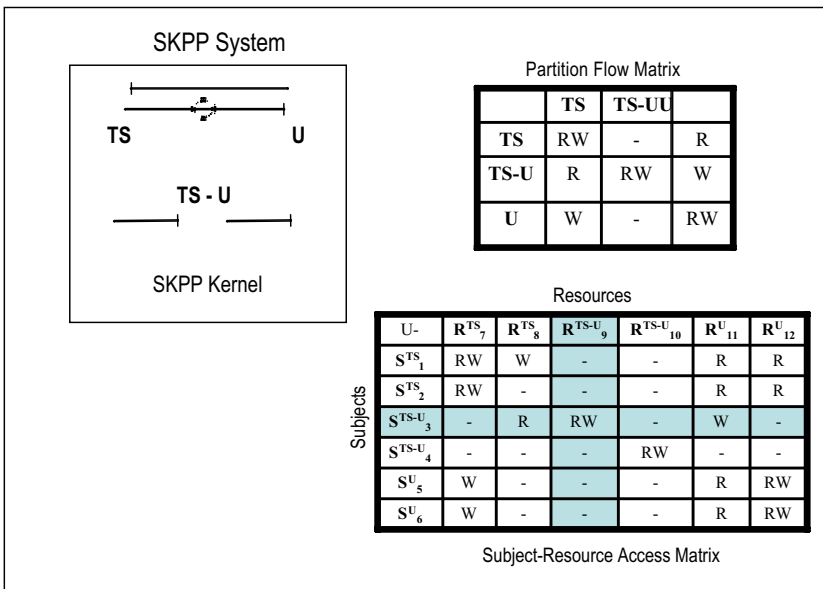 SKPP System
TS U
TS - U
SKPP Kernel
Partition Flow Matrix
TS TS-UU
TS RW - R
TS-U R RW W
U W - RW
Resources
Subjects
U- R^TS_7 R^TS_8 R^TS-U_9 R^TS-U_10 R^U_11 R^U_12
S^TS_1 RW W - - R R
S^TS_2 RW - - - R R
S^TS-U_3 - R RW - W -
S^TS-U_4 - - - RW - -
S^U_5 W - - - R RW
S^U_6 W - - - R RW
Subject-Resource Access Matrix